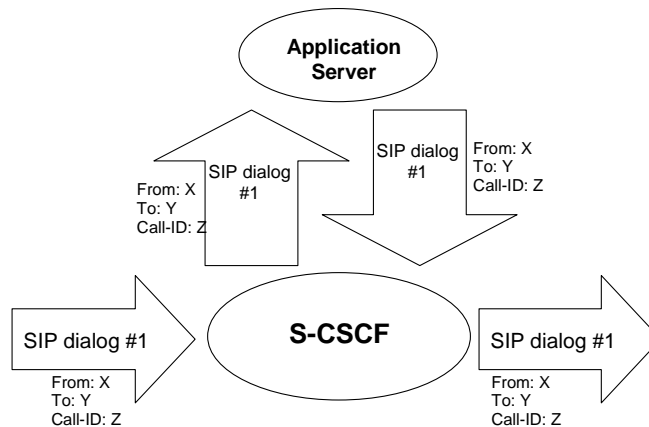 Application
Server
SIP dialog
#1
From: X
To: Y
Call-ID: Z
SIP dialog
#1
From: X
To: Y
Call-ID: Z
S-CSCF
SIP dialog #1
From: X
To: Y
Call-ID: Z
SIP dialog #1
From: X
To: Y
Call-ID: Z